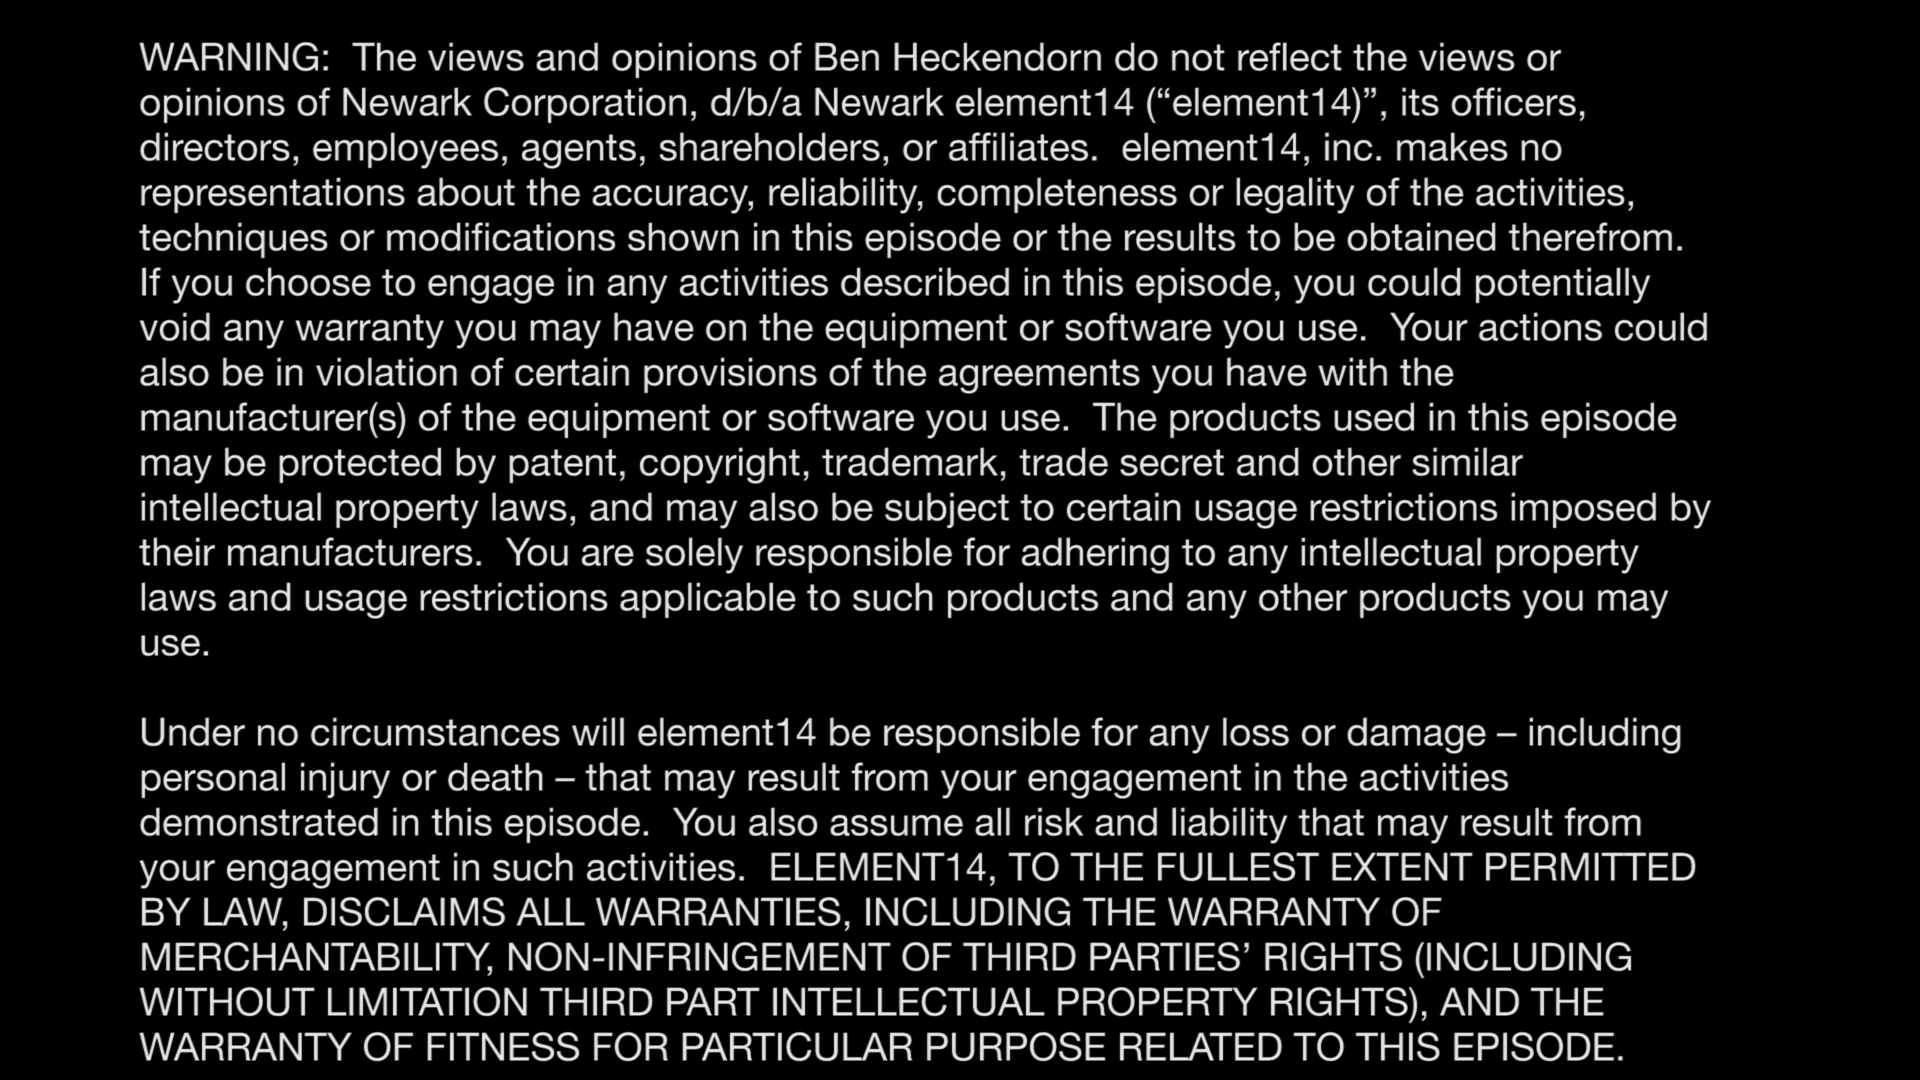 WARNING:  The views and opinions of Ben Heckendorn do not reflect the views or
opinions of Newark Corporation, d/b/a Newark element14 (“element14)”, its officers,
directors, employees, agents, shareholders, or affiliates.  element14, inc. makes no
representations about the accuracy, reliability, completeness or legality of the activities,
techniques or modifications shown in this episode or the results to be obtained therefrom.
If you choose to engage in any activities described in this episode, you could potentially
void any warranty you may have on the equipment or software you use.  Your actions could
also be in violation of certain provisions of the agreements you have with the
manufacturer(s) of the equipment or software you use.  The products used in this episode
may be protected by patent, copyright, trademark, trade secret and other similar
intellectual property laws, and may also be subject to certain usage restrictions imposed by
their manufacturers.  You are solely responsible for adhering to any intellectual property
laws and usage restrictions applicable to such products and any other products you may
use.

Under no circumstances will element14 be responsible for any loss or damage – including
personal injury or death – that may result from your engagement in the activities
demonstrated in this episode.  You also assume all risk and liability that may result from
your engagement in such activities.  ELEMENT14, TO THE FULLEST EXTENT PERMITTED
BY LAW, DISCLAIMS ALL WARRANTIES, INCLUDING THE WARRANTY OF
MERCHANTABILITY, NON-INFRINGEMENT OF THIRD PARTIES’ RIGHTS (INCLUDING
WITHOUT LIMITATION THIRD PART INTELLECTUAL PROPERTY RIGHTS), AND THE
WARRANTY OF FITNESS FOR PARTICULAR PURPOSE RELATED TO THIS EPISODE.